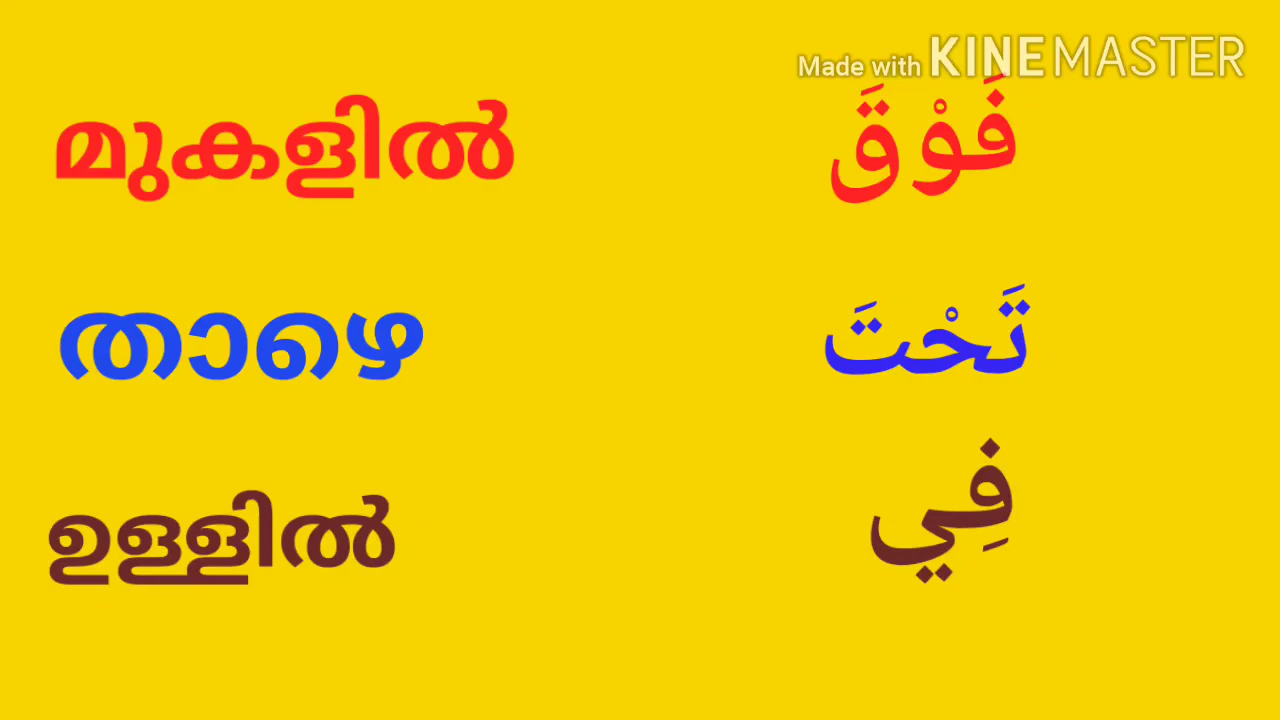 Made with KINEMASTER
മുകളിൽ فَوْقَ
താഴെ تَحْتَ
ഉള്ളിൽ فِي